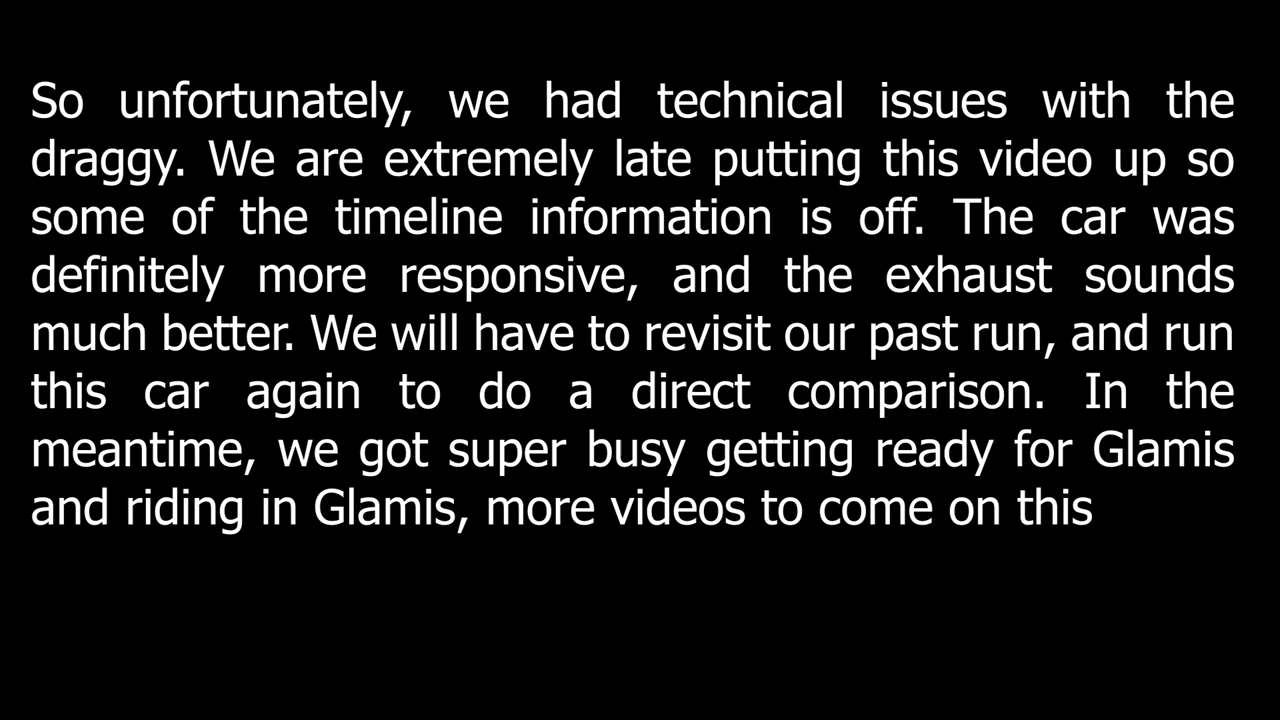 So unfortunately, we had technical issues with the
draggy. We are extremely late putting this video up so
some of the timeline information is off. The car was
definitely more responsive, and the exhaust sounds
much better. We will have to revisit our past run, and run
this car again to do a direct comparison. In the
meantime, we got super busy getting ready for Glamis
and riding in Glamis, more videos to come on this